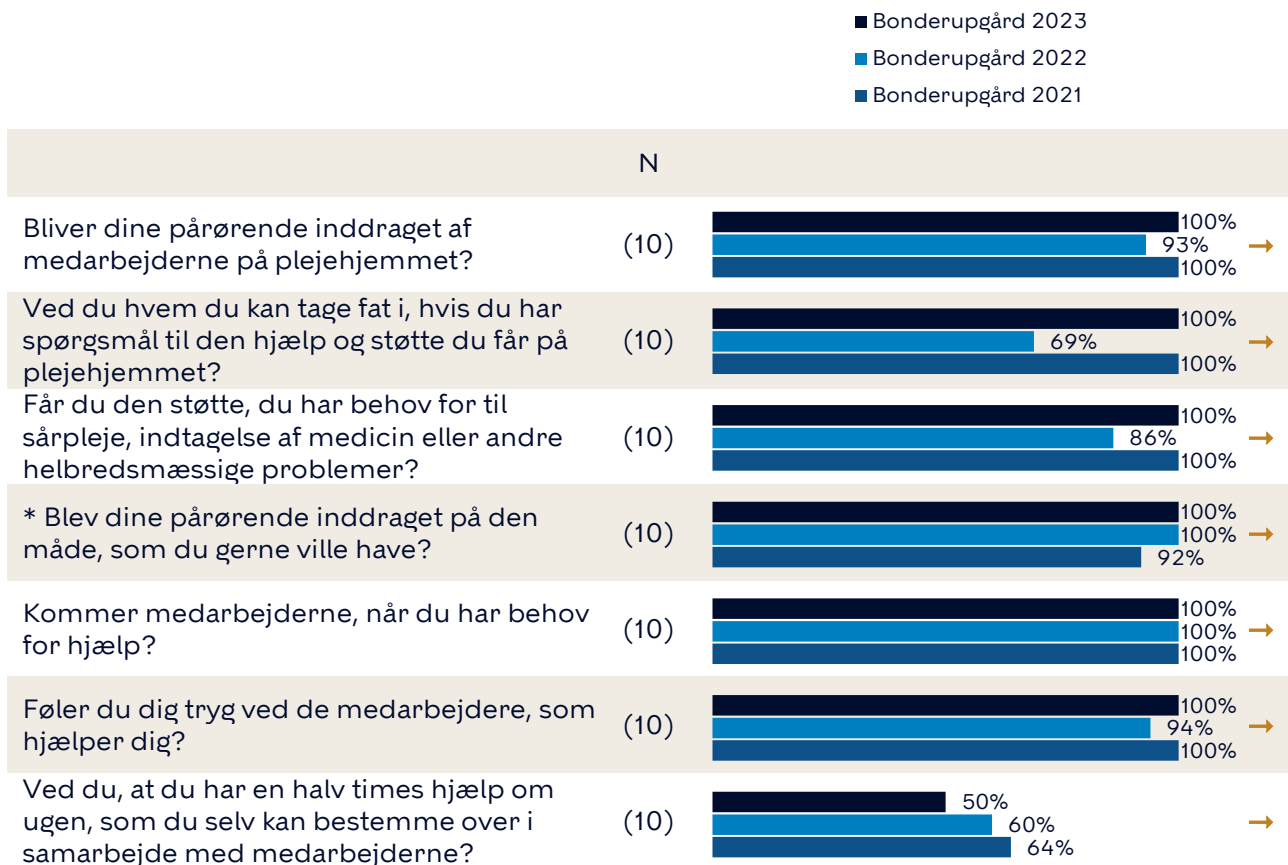 Bonderupgård 2023
Bonderupgård 2022
Bonderupgård 2021
N
Bliver dine pårørende inddraget af
medarbejderne på plejehjemmet?
(10)
100%
93%
100%
Ved du hvem du kan tage fat i, hvis du har
spørgsmål til den hjælp og støtte du får på
plejehjemmet?
(10)
100%
69%
100%
Får du den støtte, du har behov for til
sårpleje, indtagelse af medicin eller andre
helbredsmæssige problemer?
(10)
100%
86%
100%
* Blev dine pårørende inddraget på den
måde, som du gerne ville have?
(10)
100%
100%
92%
Kommer medarbejderne, når du har behov
for hjælp?
(10)
100%
100%
100%
Føler du dig tryg ved de medarbejdere, som
hjælper dig?
(10)
100%
94%
100%
Ved du, at du har en halv times hjælp om
ugen, som du selv kan bestemme over i
samarbejde med medarbejderne?
(10)
50%
60%
64%